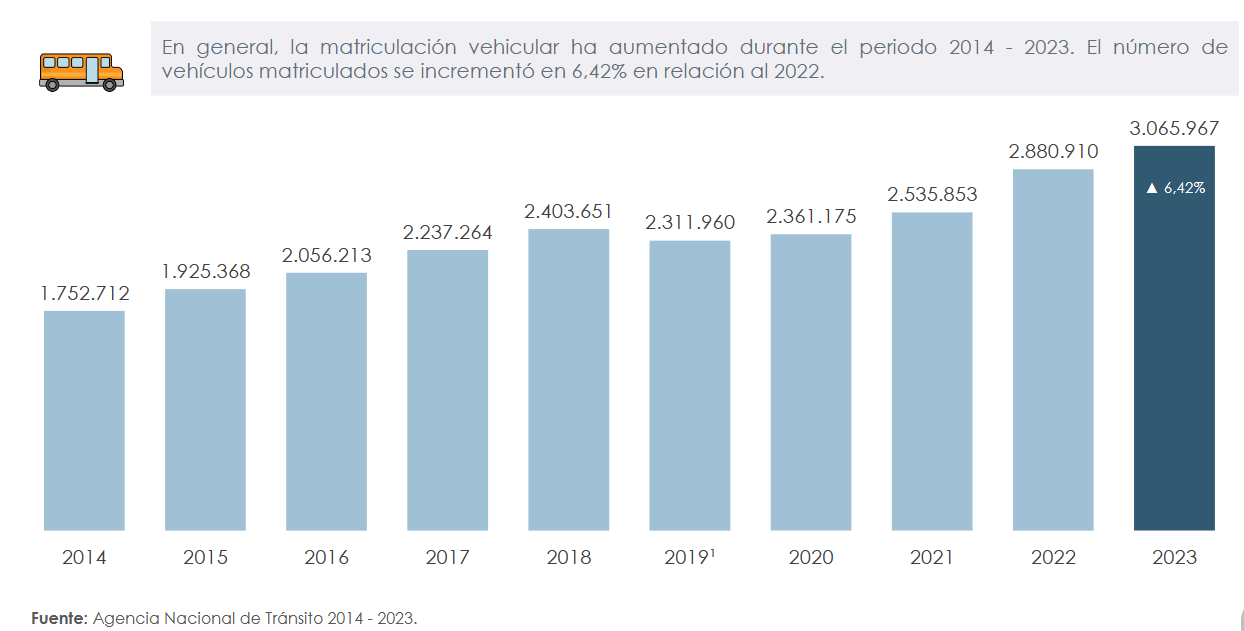 En general, la matriculación vehicular ha aumentado durante el periodo 2014 - 2023. El número de
vehículos matriculados se incrementó en 6,42% en relación al 2022.
3.065.967
2.880.910
▲ 6,42%
2.535.853
2.403.651
2.361.175
2.311.960
2.237.264
2.056.213
1.925.368
1.752.712
2014 2015 2016 2017 2018 2019¹ 2020 2021 2022 2023
Fuente: Agencia Nacional de Tránsito 2014 - 2023.